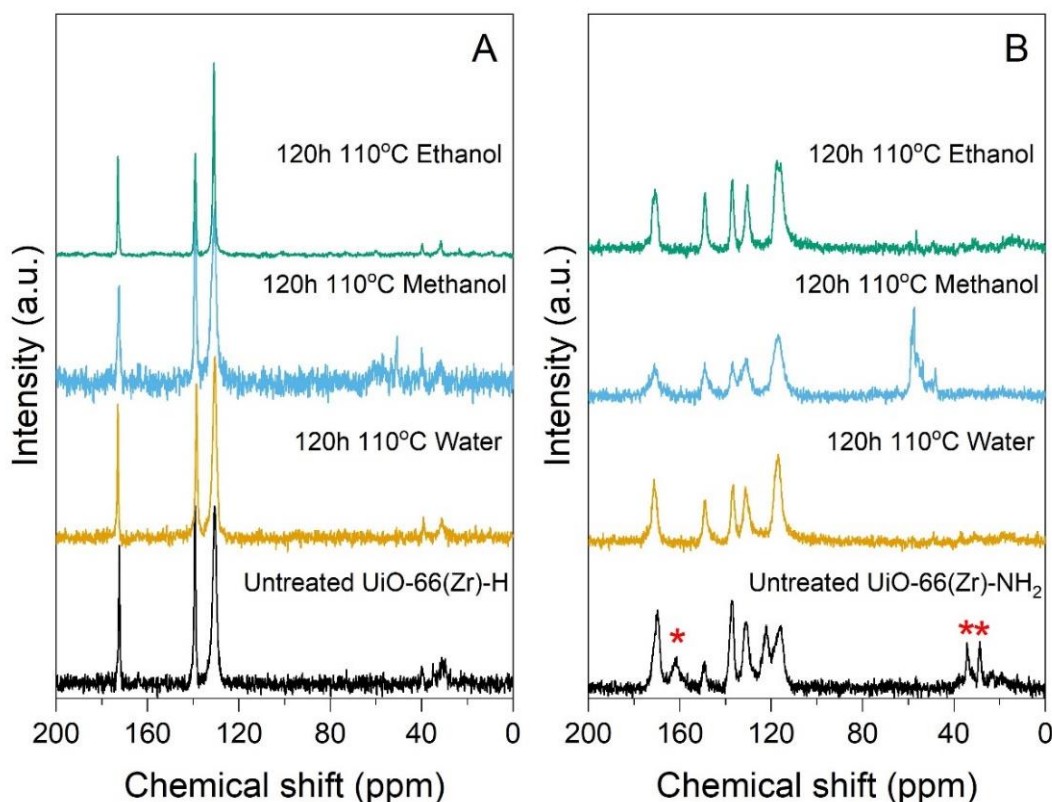 A
120h 110°C Ethanol
120h 110°C Methanol
120h 110°C Water
Untreated UiO-66(Zr)-H
Intensity (a.u.)
200 160 120 80 40 0
Chemical shift (ppm)
B
120h 110°C Ethanol
120h 110°C Methanol
120h 110°C Water
Untreated UiO-66(Zr)-NH₂
*
**
Intensity (a.u.)
200 160 120 80 40 0
Chemical shift (ppm)